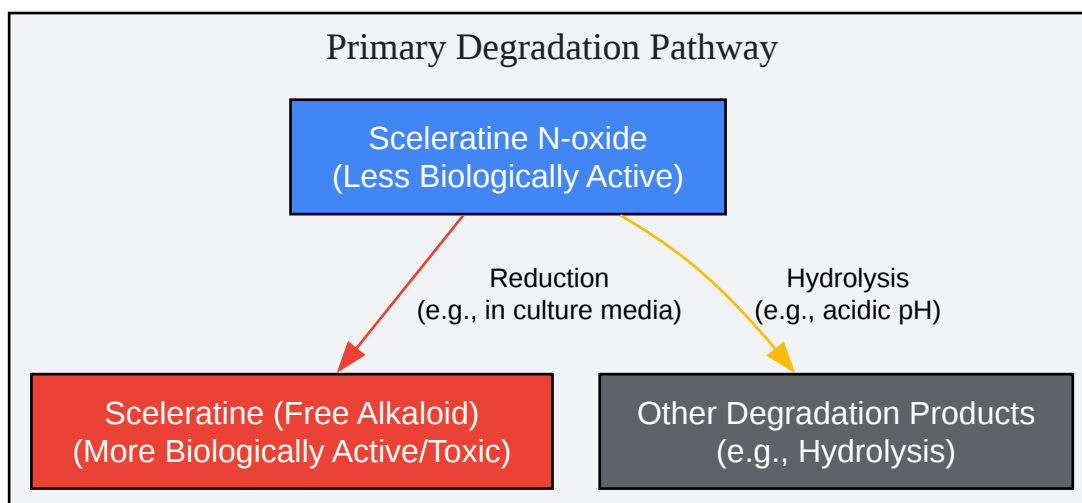 Primary Degradation Pathway
Sceleratine N-oxide
(Less Biologically Active)
Reduction
(e.g., in culture media)
Hydrolysis
(e.g., acidic pH)
Sceleratine (Free Alkaloid)
(More Biologically Active/Toxic)
Other Degradation Products
(e.g., Hydrolysis)